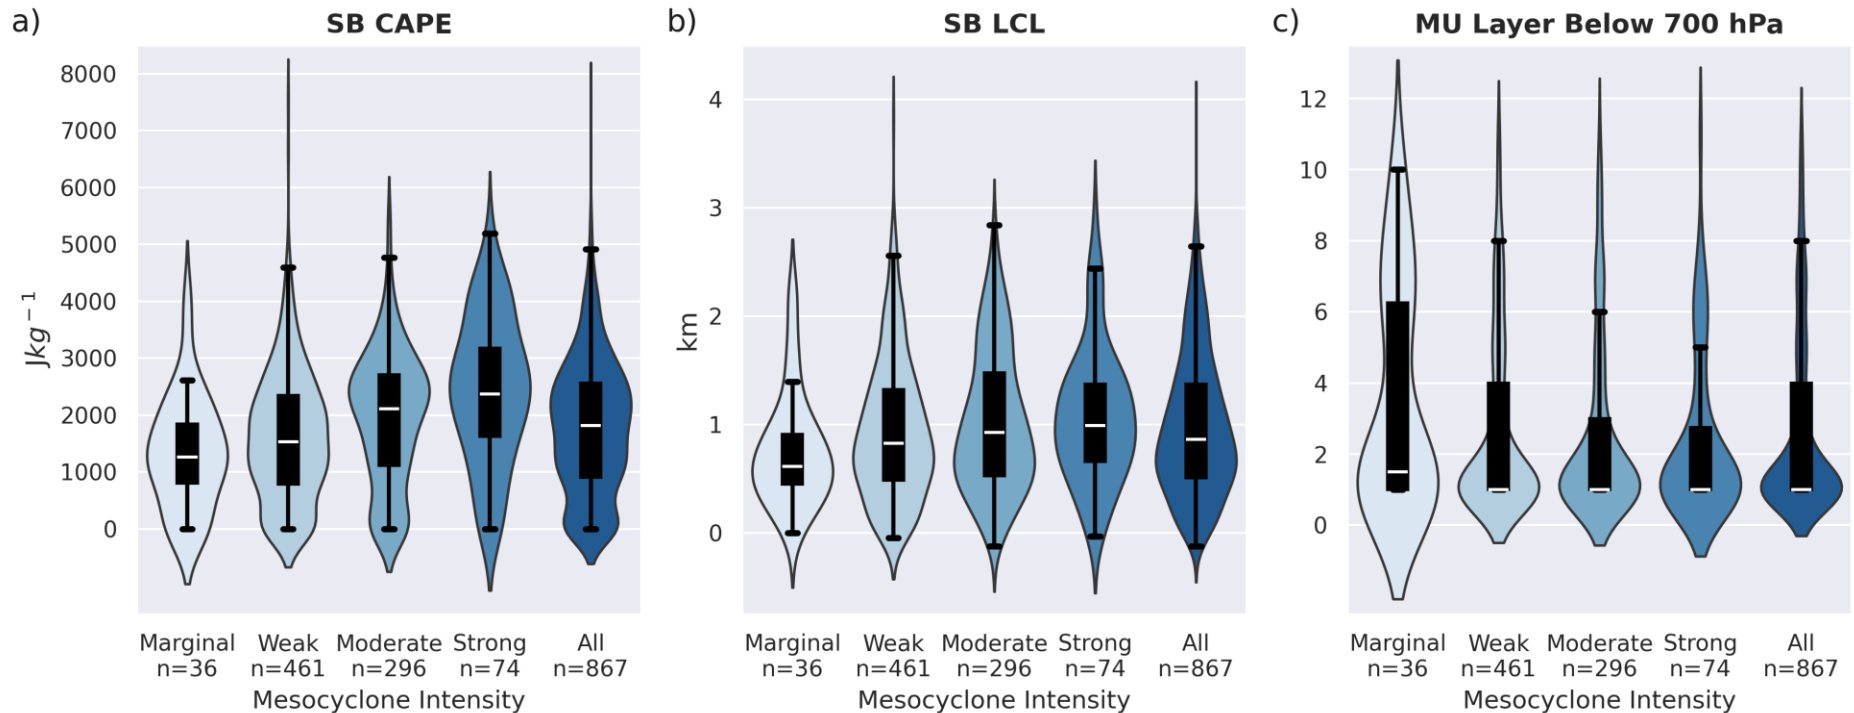 a)
SB CAPE
Jkg⁻¹
8000
7000
6000
5000
4000
3000
2000
1000
0
Marginal Weak Moderate Strong All
n=36 n=461 n=296 n=74 n=867
Mesocyclone Intensity
b)
SB LCL
km
4
3
2
1
0
Marginal Weak Moderate Strong All
n=36 n=461 n=296 n=74 n=867
Mesocyclone Intensity
c)
MU Layer Below 700 hPa
12
10
8
6
4
2
0
Marginal Weak Moderate Strong All
n=36 n=461 n=296 n=74 n=867
Mesocyclone Intensity